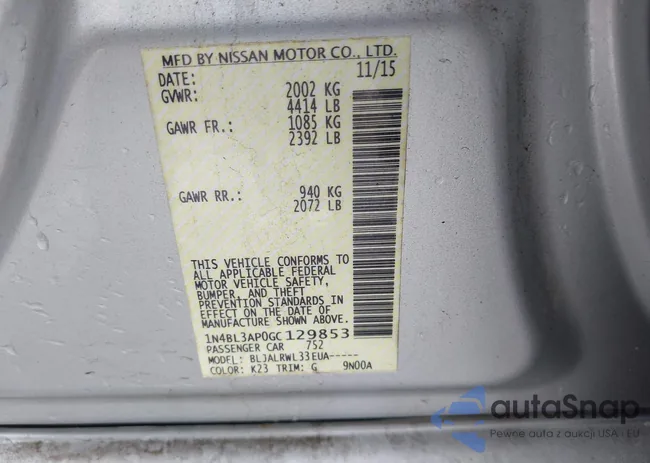 MFD BY NISSAN MOTOR CO., LTD.
DATE: 11/15
GVWR: 2002 KG
4414 LB
GAWR FR.: 1085 KG
2392 LB
GAWR RR.: 940 KG
2072 LB
THIS VEHICLE CONFORMS TO
ALL APPLICABLE FEDERAL
MOTOR VEHICLE SAFETY,
BUMPER, AND THEFT
PREVENTION STANDARDS IN
EFFECT ON THE DATE OF
MANUFACTURE SHOWN ABOVE.
1N4BL3AP0GC129853
PASSENGER CAR 752
MODEL: BLJALRWL33EUA-----
COLOR: K23 TRIM: G 9N00A
autoSnap
Pewne auta z aukcji USA - EU